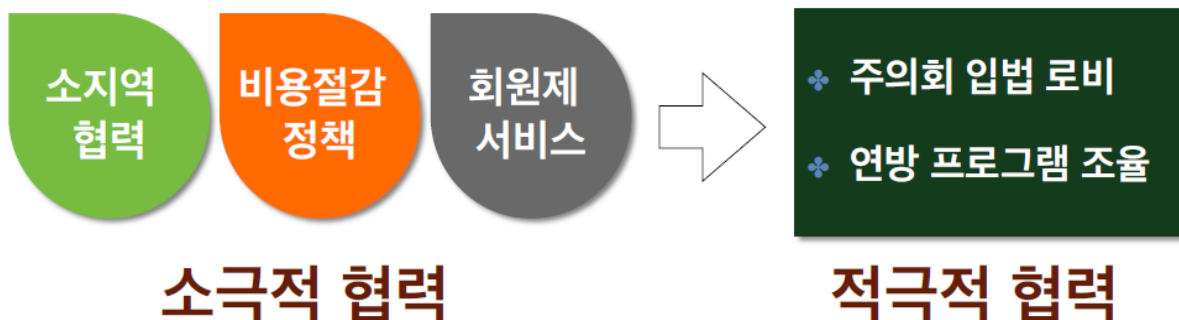 소지역
협력
비용절감
정책
회원제
서비스
주의회 입법 로비
연방 프로그램 조율
소극적 협력
적극적 협력